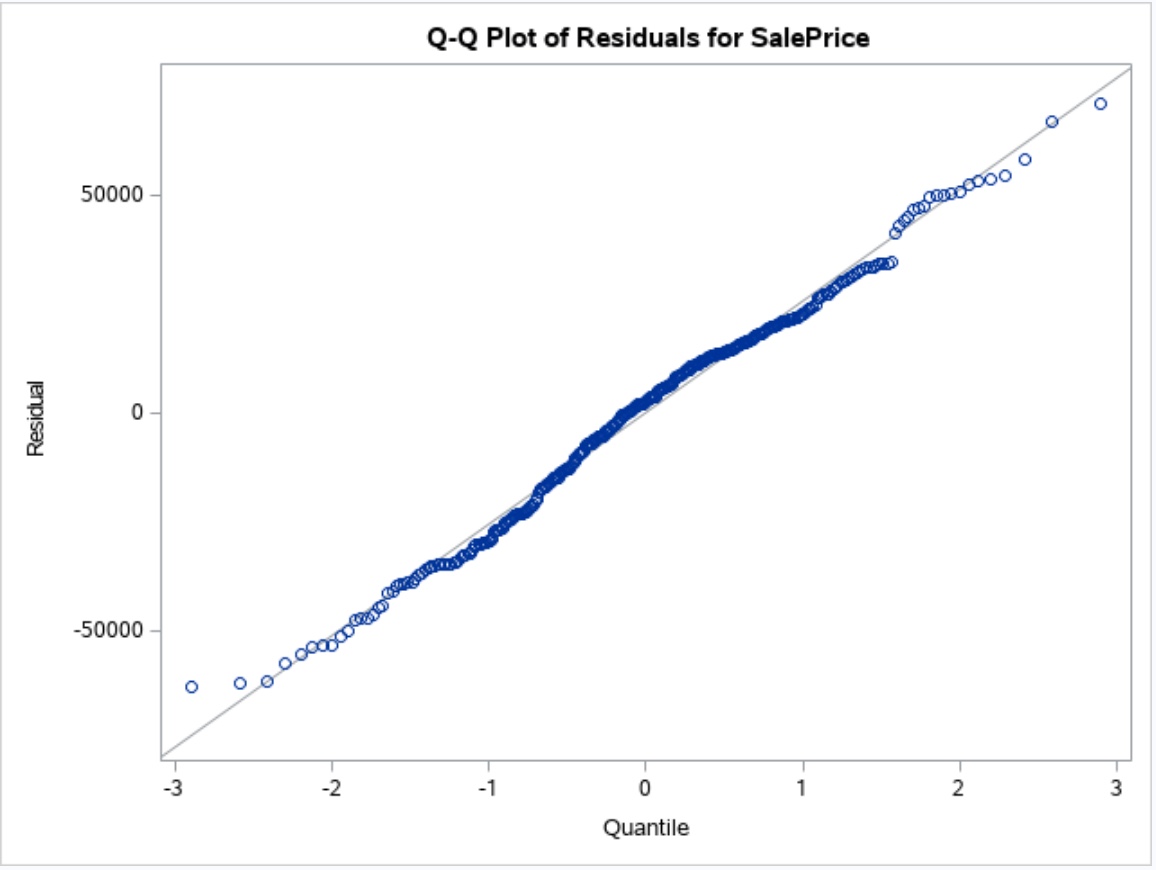 Q-Q Plot of Residuals for SalePrice
50000
0
-50000
Residual
-3 -2 -1 0 1 2 3
Quantile